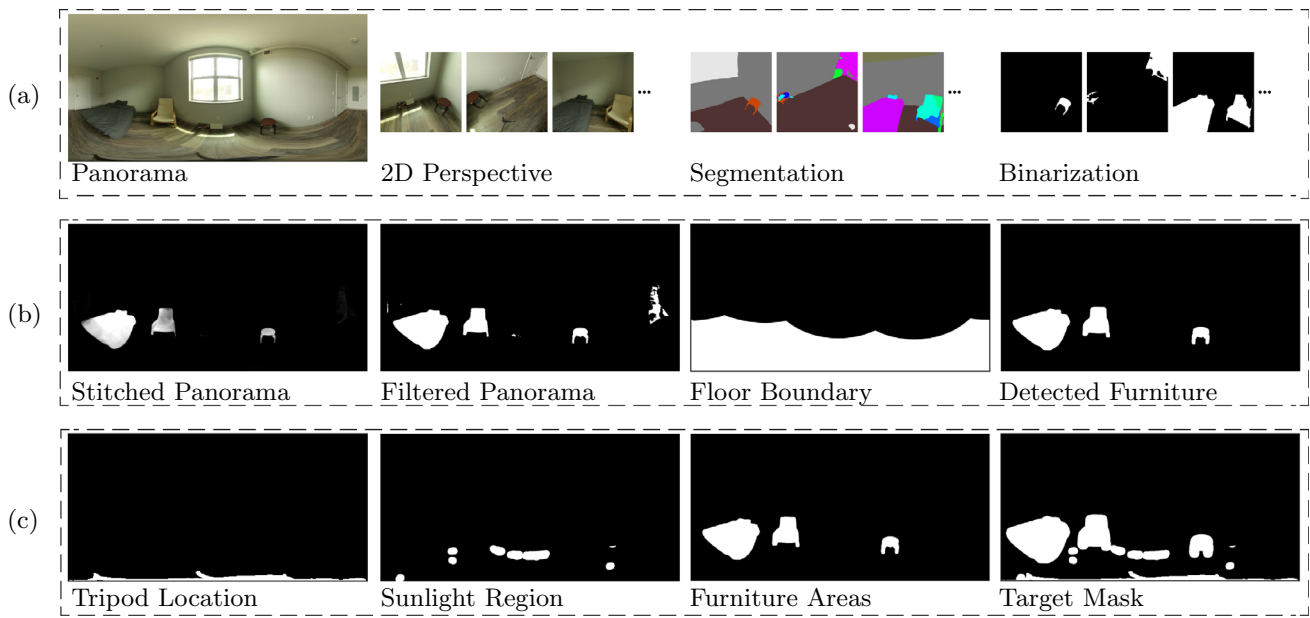 (a)
Panorama
2D Perspective
Segmentation
Binarization
(b)
Stitched Panorama
Filtered Panorama
Floor Boundary
Detected Furniture
(c)
Tripod Location
Sunlight Region
Furniture Areas
Target Mask